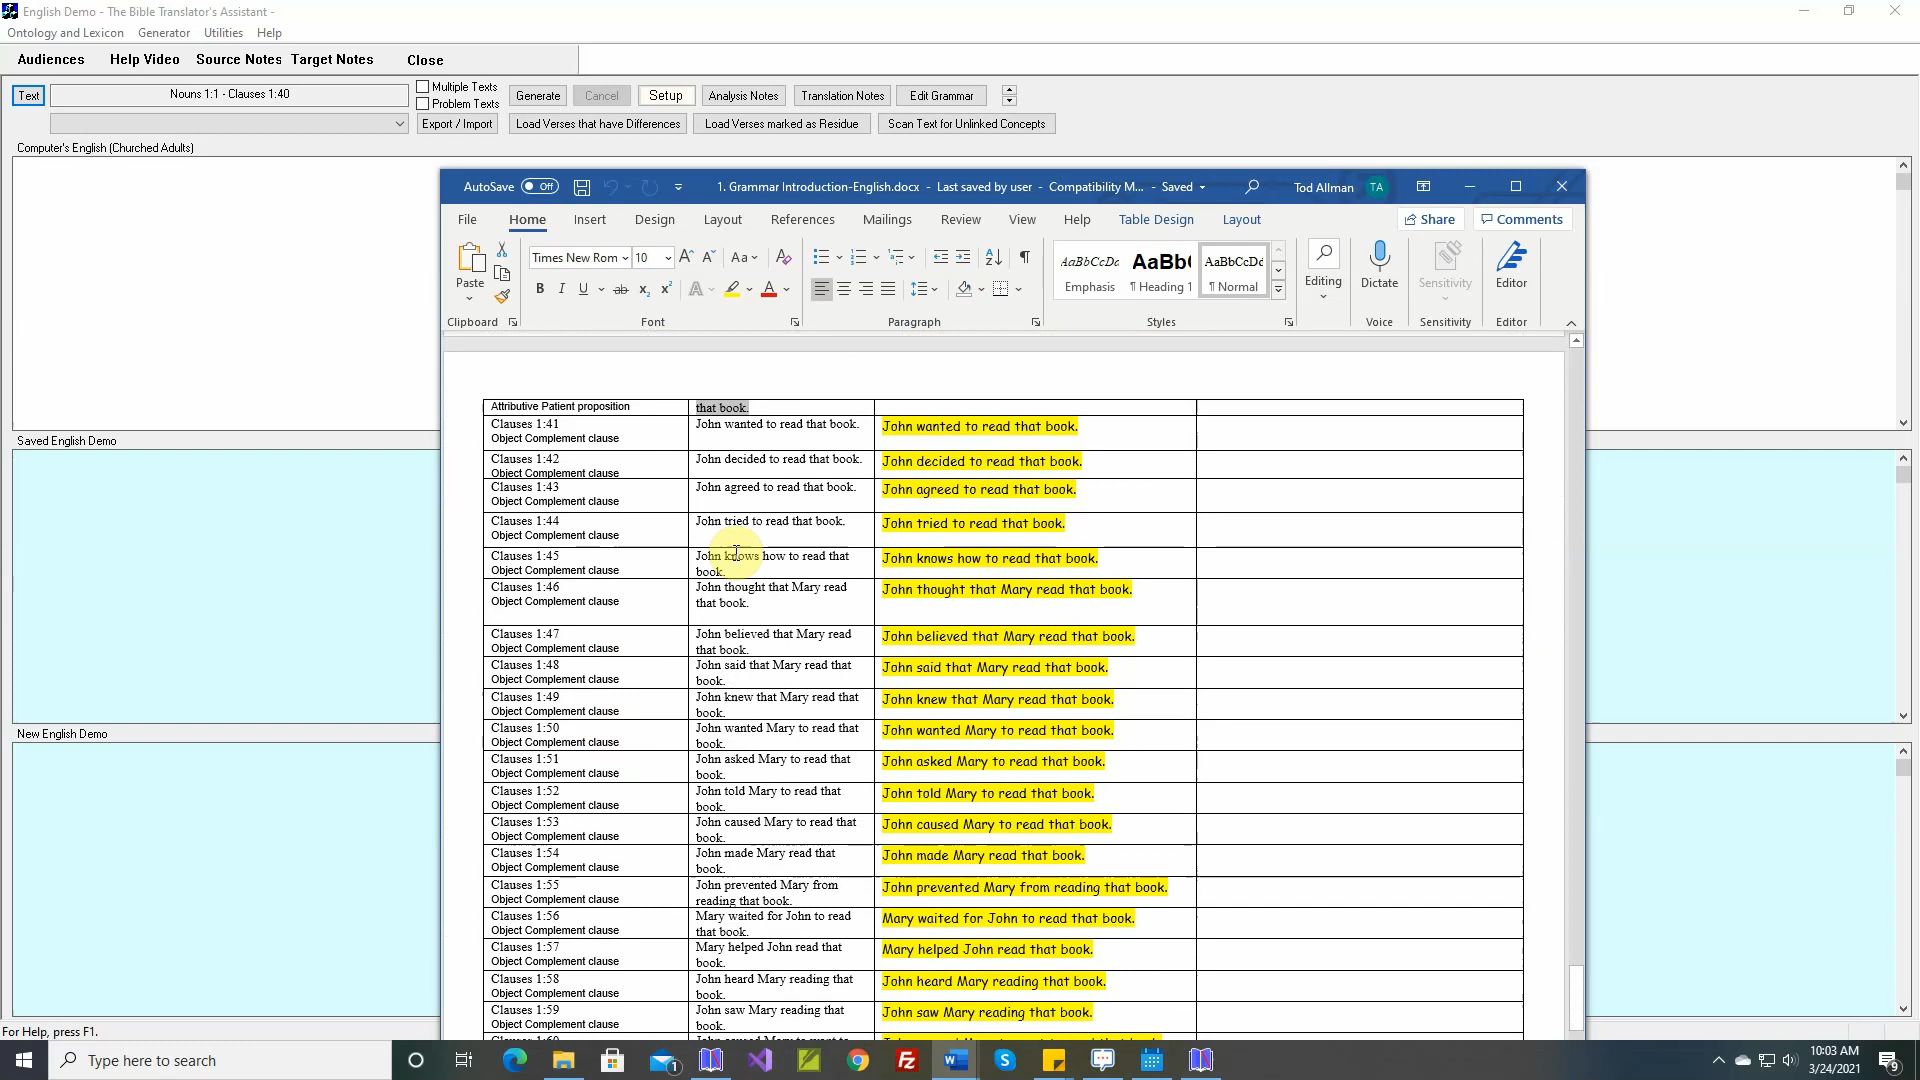 English Demo - The Bible Translator's Assistant -
Ontology and Lexicon Generator Utilities Help
Audiences Help Video Source Notes Target Notes Close
Text Nouns 1:1 - Clauses 1:40 Multiple Texts Problem Texts Generate Cancel Setup Analysis Notes Translation Notes Edit Grammar
Export / Import Load Verses that have Differences Load Verses marked as Residue Scan Text for Unlinked Concepts
Computer's English (Churched Adults)
AutoSave Off 1. Grammar Introduction-English.docx - Last saved by user - Compatibility M... - Saved Tod Allman TA
File Home Insert Design Layout References Mailings Review View Help Table Design Layout Share Comments
Paste Times New Rom 10 Aa AaBbCcDc AaBb( AaBbCcDd Editing Dictate Sensitivity Editor
B I U ab x2 x2 A A Emphasis ¶ Heading 1 ¶ Normal
Clipboard Font Paragraph Styles Voice Sensitivity Editor
Attributive Patient proposition that book.
Clauses 1:41 John wanted to read that book. John wanted to read that book.
Object Complement clause
Saved English Demo
Clauses 1:42 John decided to read that book. John decided to read that book.
Object Complement clause
Clauses 1:43 John agreed to read that book. John agreed to read that book.
Object Complement clause
Clauses 1:44 John tried to read that book. John tried to read that book.
Object Complement clause
Clauses 1:45 John knows how to read that John knows how to read that book.
Object Complement clause book.
Clauses 1:46 John thought that Mary read John thought that Mary read that book.
Object Complement clause that book.
Clauses 1:47 John believed that Mary read John believed that Mary read that book.
Object Complement clause that book.
Clauses 1:48 John said that Mary read that John said that Mary read that book.
Object Complement clause book.
Clauses 1:49 John knew that Mary read that John knew that Mary read that book.
Object Complement clause book.
Clauses 1:50 John wanted Mary to read that John wanted Mary to read that book.
New English Demo
Object Complement clause book.
Clauses 1:51 John asked Mary to read that John asked Mary to read that book.
Object Complement clause book.
Clauses 1:52 John told Mary to read that John told Mary to read that book.
Object Complement clause book.
Clauses 1:53 John caused Mary to read that John caused Mary to read that book.
Object Complement clause book.
Clauses 1:54 John made Mary read that John made Mary read that book.
Object Complement clause book.
Clauses 1:55 John prevented Mary from John prevented Mary from reading that book.
Object Complement clause reading that book.
Clauses 1:56 Mary waited for John to read Mary waited for John to read that book.
Object Complement clause that book.
Clauses 1:57 Mary helped John read that Mary helped John read that book.
Object Complement clause book.
Clauses 1:58 John heard Mary reading that John heard Mary reading that book.
Object Complement clause book.
Clauses 1:59 John saw Mary reading that John saw Mary reading that book.
Object Complement clause book.
For Help, press F1.
Type here to search 1 10:03 AM
3/24/2021 9